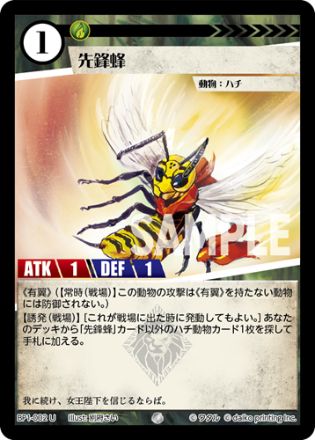 1
先鋒蜂
動物：ハチ
SAMPLE
ATK 1 DEF 1
《有翼》(【常時（戦場）】この動物の攻撃は《有翼》を持たない動物
には防御されない。)
【誘発（戦場）】[これが戦場に出た時に発動してもよい。] あな
たのデッキから「先鋒蜂」カード以外のハチ動物カード1枚を探して
手札に加える。
我に続け、女王陛下の信じるならば。
BP1-002 U Illust: さい © ワタル © daiko printing inc.